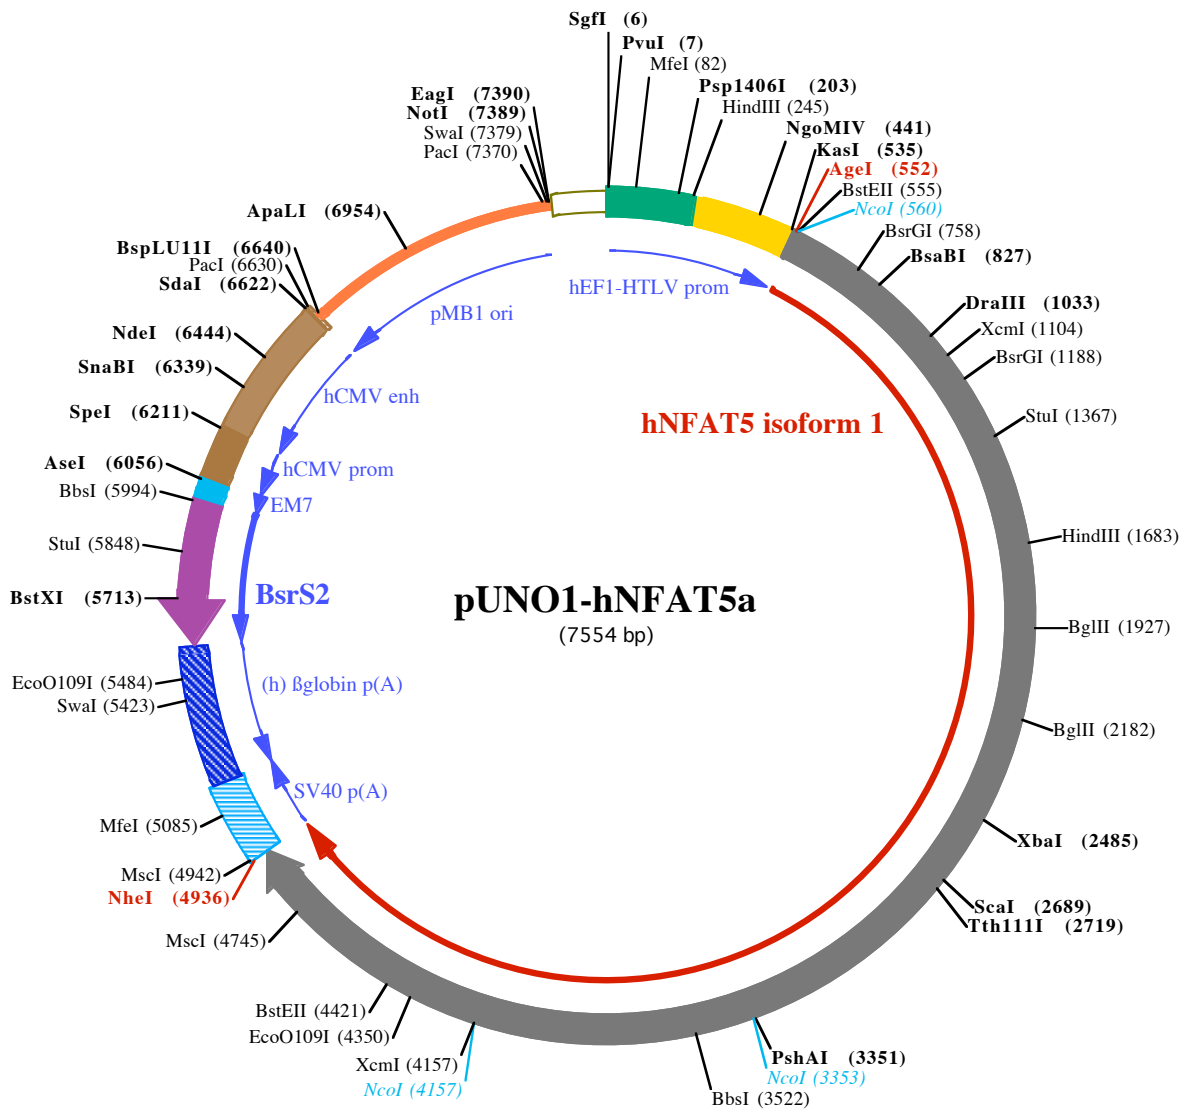 SgfI (6)
PvuI (7)
MfeI (82)
Psp1406I (203)
HindIII (245)
NgoMIV (441)
KasI (535)
AgeI (552)
BstEII (555)
NcoI (560)
BsrGI (758)
BsaBI (827)
DraIII (1033)
XcmI (1104)
BsrGI (1188)
StuI (1367)
HindIII (1683)
BglII (1927)
BglII (2182)
XbaI (2485)
ScaI (2689)
Tth111I (2719)
PshAI (3351)
NcoI (3353)
BbsI (3522)
NcoI (4157)
XcmI (4157)
EcoO109I (4350)
BstEII (4421)
MscI (4745)
NheI (4936)
MscI (4942)
MfeI (5085)
SwaI (5423)
EcoO109I (5484)
BstXI (5713)
StuI (5848)
BbsI (5994)
AseI (6056)
SpeI (6211)
SnaBI (6339)
NdeI (6444)
SdaI (6622)
PacI (6630)
BspLU11I (6640)
ApaLI (6954)
PacI (7370)
SwaI (7379)
NotI (7389)
EagI (7390)
hEF1-HTLV prom
pMB1 ori
hCMV enh
hCMV prom
EM7
BsrS2
(h) ßglobin p(A)
SV40 p(A)
hNFAT5 isoform 1
pUNO1-hNFAT5a
(7554 bp)